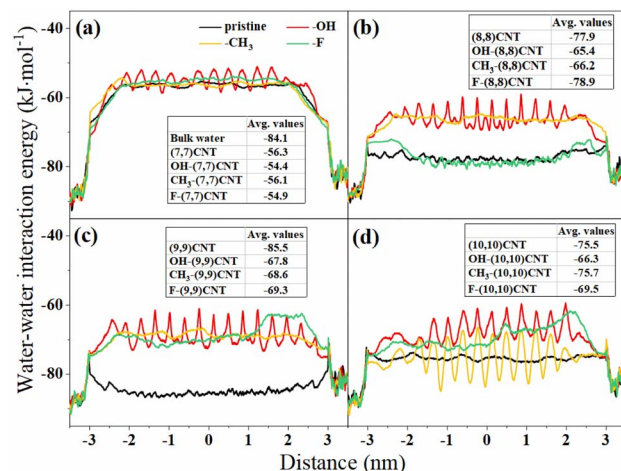 Water-water interaction energy (kJ·mol⁻¹)
pristine -OH
-CH₃ -F
(a)
-60
-80
Avg. values
Bulk water -84.1
(7,7)CNT -56.3
OH-(7,7)CNT -54.4
CH₃-(7,7)CNT -56.1
F-(7,7)CNT -54.9
(b)
Avg. values
(8,8)CNT -77.9
OH-(8,8)CNT -65.4
CH₃-(8,8)CNT -66.2
F-(8,8)CNT -78.9
(c)
-60
-80
Avg. values
(9,9)CNT -85.5
OH-(9,9)CNT -67.8
CH₃-(9,9)CNT -68.6
F-(9,9)CNT -69.3
-3 -2 -1 0 1 2 3
(d)
Avg. values
(10,10)CNT -75.5
OH-(10,10)CNT -66.3
CH₃-(10,10)CNT -75.7
F-(10,10)CNT -69.5
-3 -2 -1 0 1 2 3
Distance (nm)